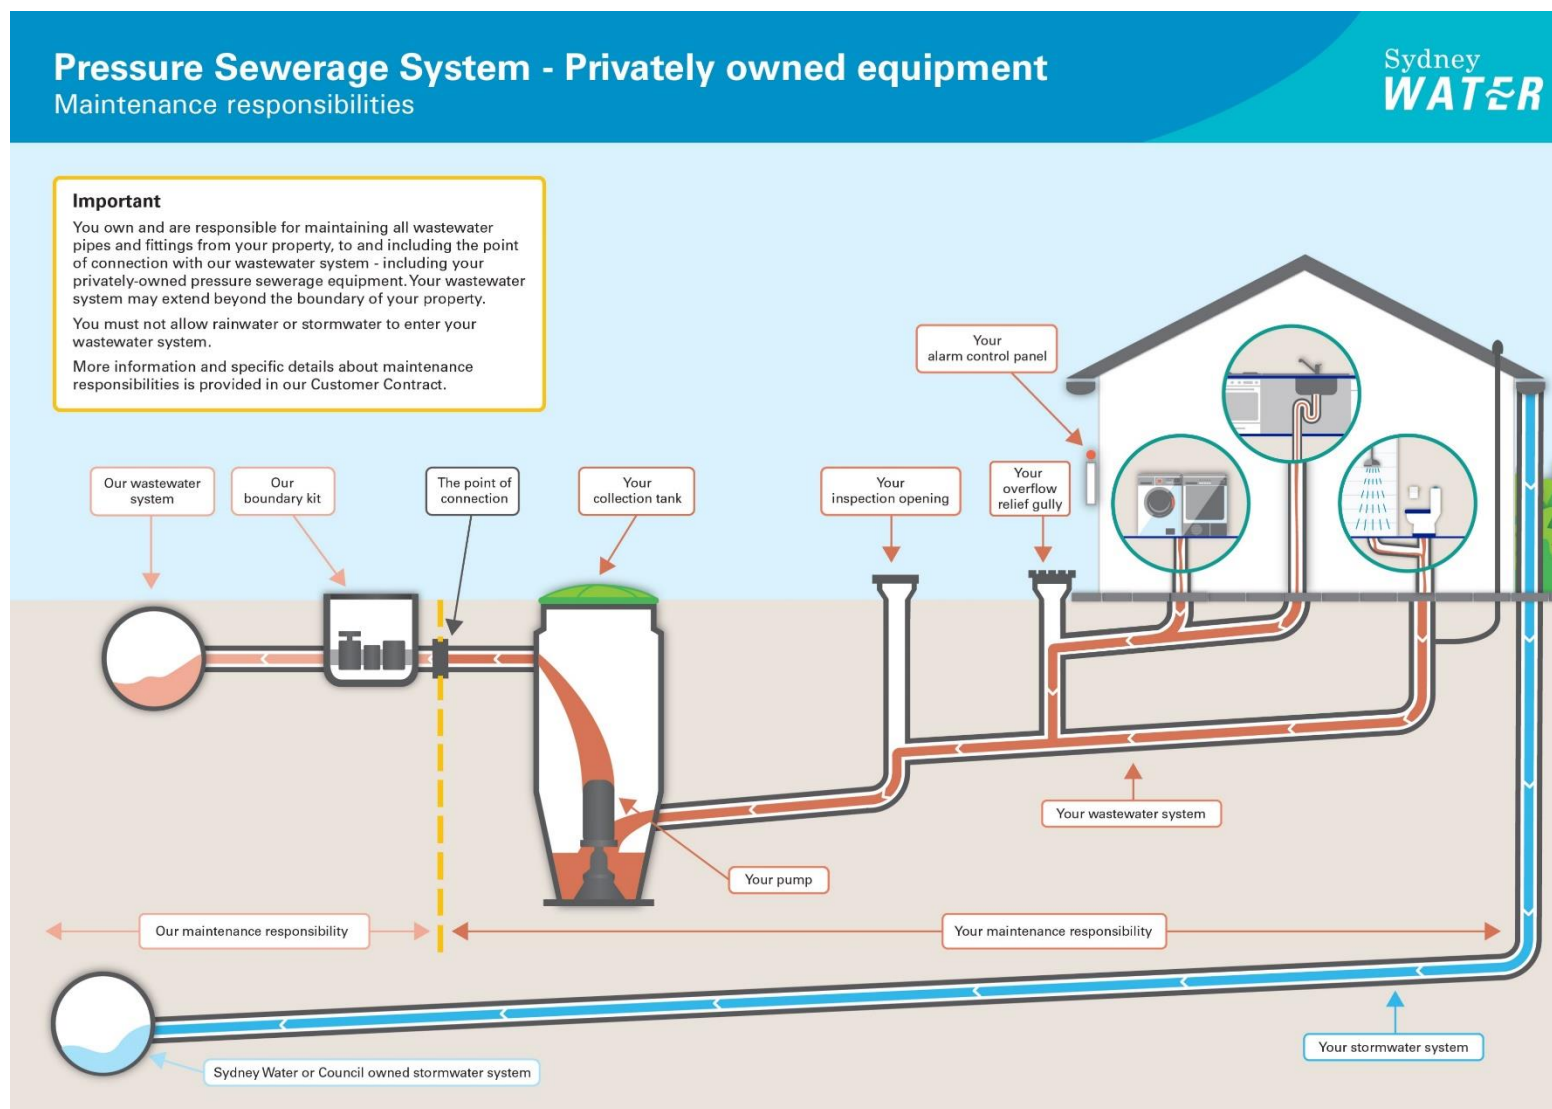 Pressure Sewerage System - Privately owned equipment
Maintenance responsibilities
Sydney
WATER
Important
You own and are responsible for maintaining all wastewater
pipes and fittings from your property, to and including the point
of connection with our wastewater system - including your
privately-owned pressure sewerage equipment. Your wastewater
system may extend beyond the boundary of your property.
You must not allow rainwater or stormwater to enter your
wastewater system.
More information and specific details about maintenance
responsibilities is provided in our Customer Contract.
Your
alarm control panel
Our wastewater
system
Our
boundary kit
The point of
connection
Your
collection tank
Your
inspection opening
Your
overflow
relief gully
Your wastewater system
Your pump
Our maintenance responsibility
Your maintenance responsibility
Your stormwater system
Sydney Water or Council owned stormwater system